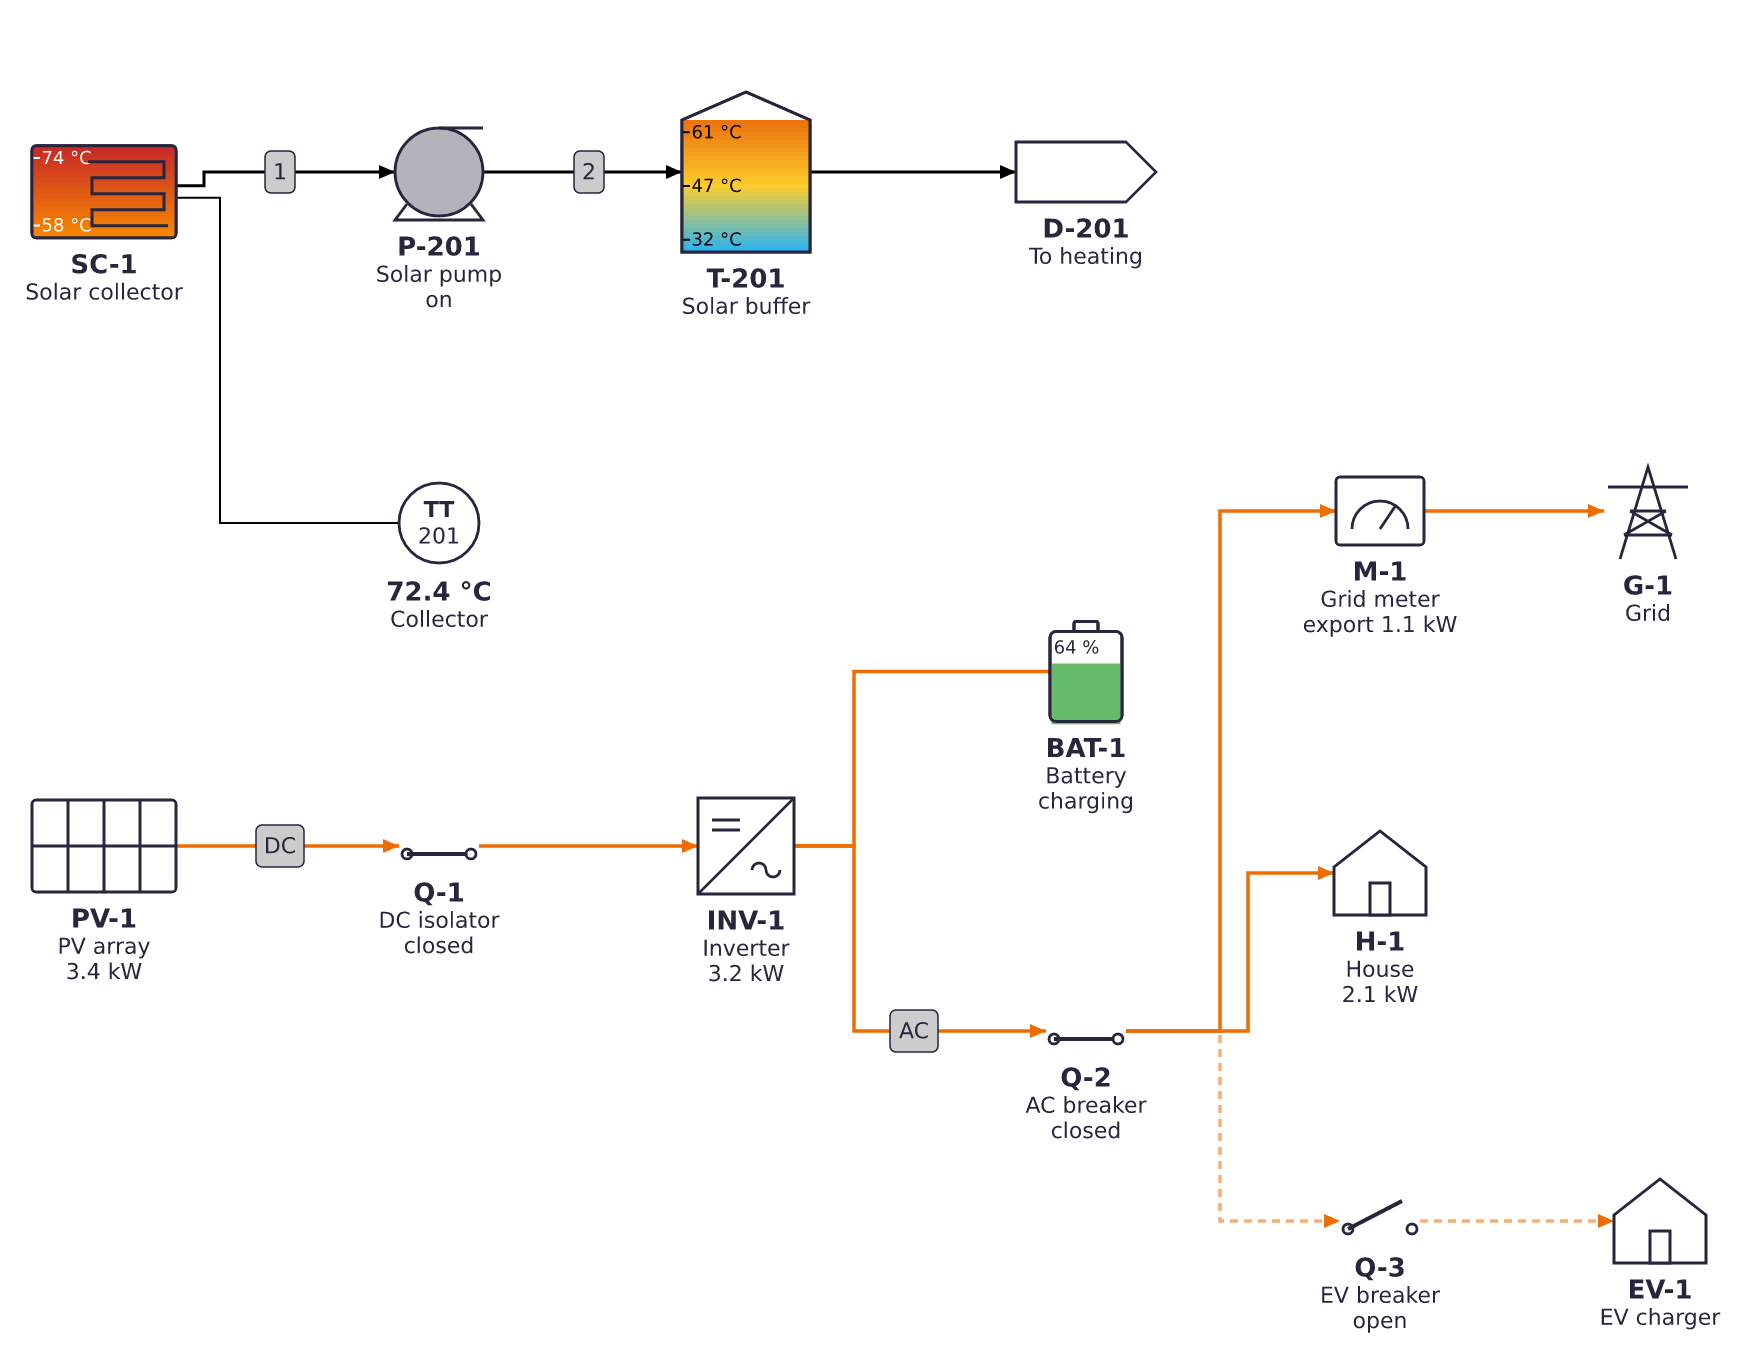 74 °C
58 °C
SC-1
Solar collector
1
P-201
Solar pump
on
2
61 °C
47 °C
32 °C
T-201
Solar buffer
D-201
To heating
TT
201
72.4 °C
Collector
M-1
Grid meter
export 1.1 kW
G-1
Grid
64 %
BAT-1
Battery
charging
PV-1
PV array
3.4 kW
DC
Q-1
DC isolator
closed
INV-1
Inverter
3.2 kW
H-1
House
2.1 kW
AC
Q-2
AC breaker
closed
Q-3
EV breaker
open
EV-1
EV charger